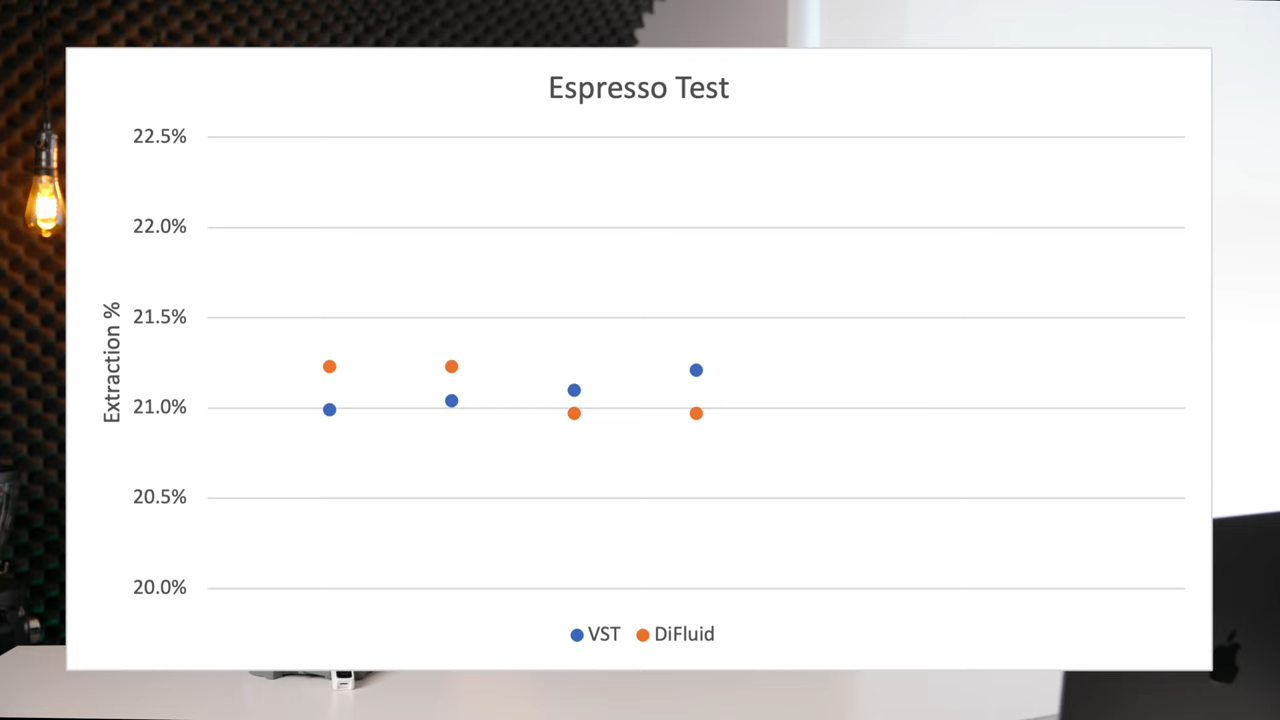 Espresso Test
22.5%
22.0%
21.5%
21.0%
20.5%
20.0%
Extraction %
VST DiFluid